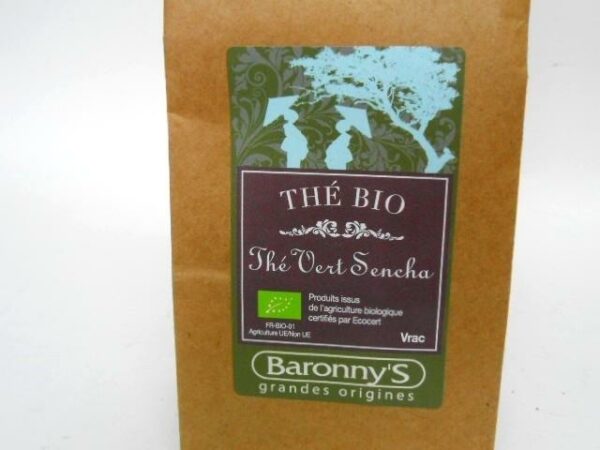 THÉ BIO
Thé Vert Sencha
Produits issus
de l'agriculture biologique
certifiés par Ecocert
FR-BIO-01
Agriculture UE/Non UE
Vrac
Baronny'S
grandes origines